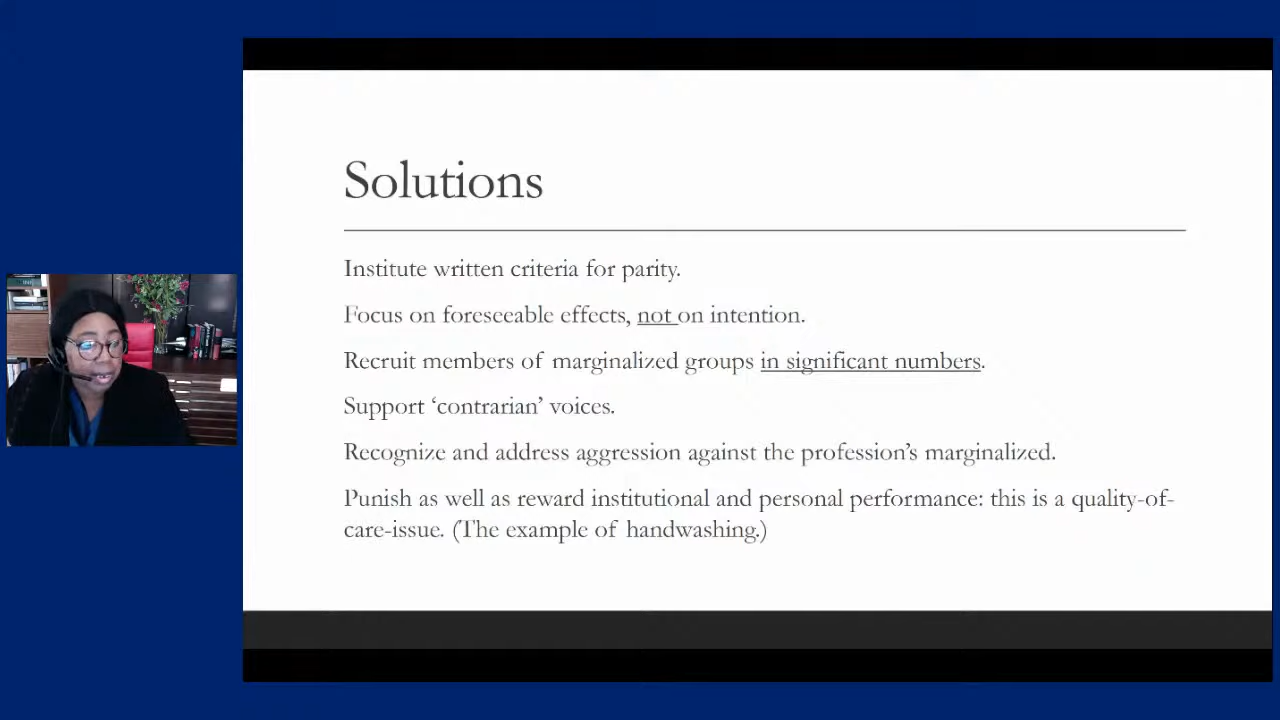 Solutions
Institute written criteria for parity.
Focus on foreseeable effects, not on intention.
Recruit members of marginalized groups in significant numbers.
Support ‘contrarian’ voices.
Recognize and address aggression against the profession’s marginalized.
Punish as well as reward institutional and personal performance: this is a quality-of-
care-issue. (The example of handwashing.)